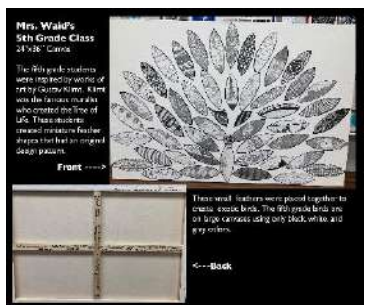 Mrs. Waid's
5th Grade Class
24"x36" Canvas
The fifth grade students
were inspired by works of
art by Gustav Klimt. Klimt
was the famous muralist
who created the Tree of
Life. These students
created miniature feather
shapes that had an original
design pattern.
Front ---->
These small feathers were placed together to
create exotic birds. The fifth grade birds are
on large canvases using only black, white, and
grey colors.
<---Back